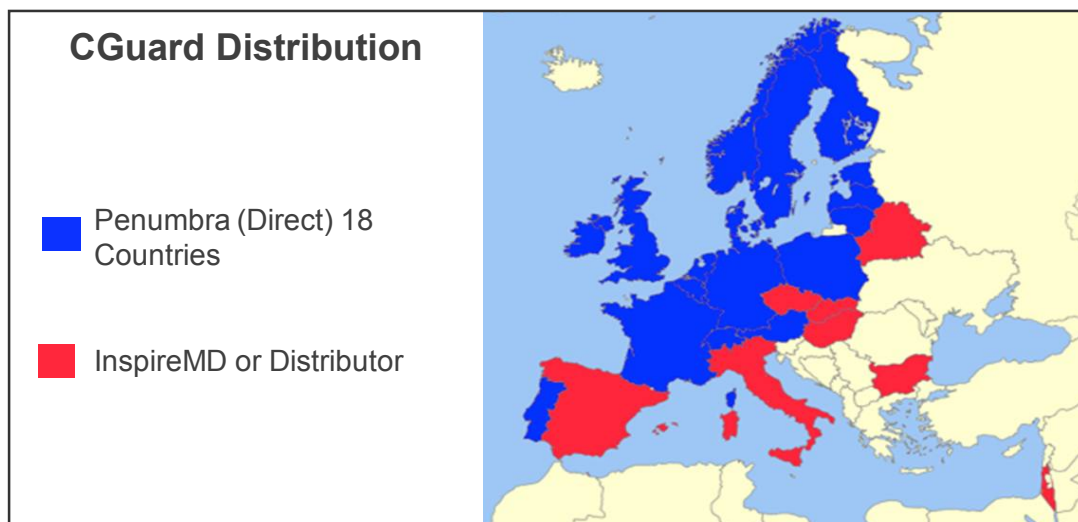 CGuard Distribution
Penumbra (Direct) 18
Countries
InspireMD or Distributor